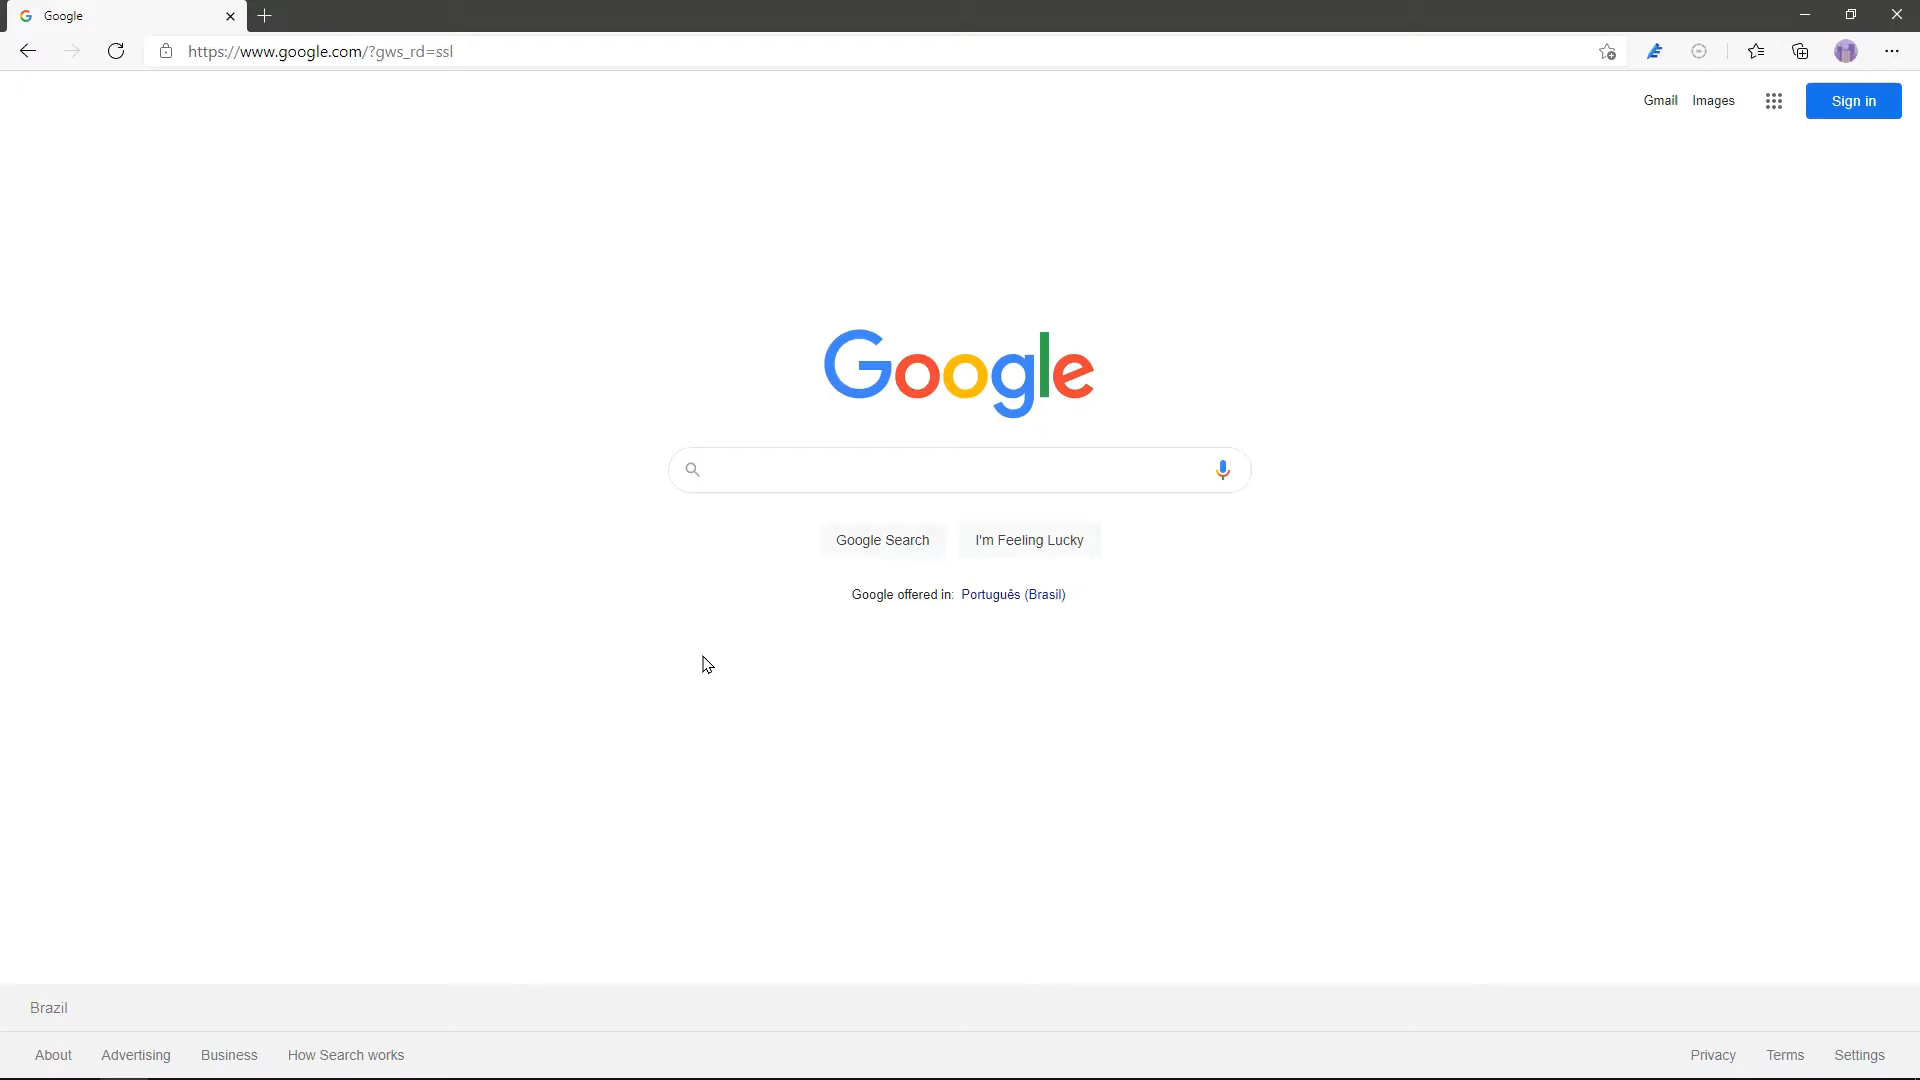 Google
https://www.google.com/?gws_rd=ssl
Gmail Images Sign in
Google
Google Search I'm Feeling Lucky
Google offered in: Português (Brasil)
Brazil
About Advertising Business How Search works Privacy Terms Settings